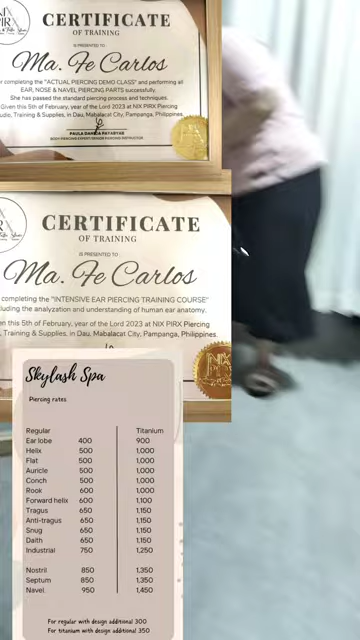 CERTIFICATE
OF TRAINING
IS PRESENTED TO
Ma. Fe Carlos
completing the "ACTUAL PIERCING DEMO CLASS" and performing all
EAR, NOSE & NAVEL PIERCING PARTS successfully.
She has passed the standard piercing process and techniques.
Given this 5th of February, year of the Lord 2023 at NIX PIRX Piercing
Studio, Training & Supplies, in Dau, Mabalacat City, Pampanga, Philippines.
CERTIFICATE
OF TRAINING
IS PRESENTED TO
Ma. Fe Carlos
completing the "INTENSIVE EAR PIERCING TRAINING COURSE"
cluding the analyzation and understanding of human ear anatomy.
en this 5th of February, year of the Lord 2023 at NIX PIRX Piercing
Training & Supplies, in Dau, Mabalacat City, Pampanga, Philippines.
NIX
PIRX
Skylash Spa
Piersing rates
Regular Titanium
Ear lobe 400 900
Helix 500 1,000
Flat 500 1,000
Auricle 500 1,000
Conch 500 1,000
Rook 600 1,000
Forward helix 600 1,100
Tragus 650 1,150
Anti-tragus 650 1,150
Snug 650 1,150
Daith 650 1,150
Industrial 750 1,250
Nostril 850 1,350
Septum 850 1,350
Navel 950 1,450
For regular with design additional 300
For titanium with design additional 350